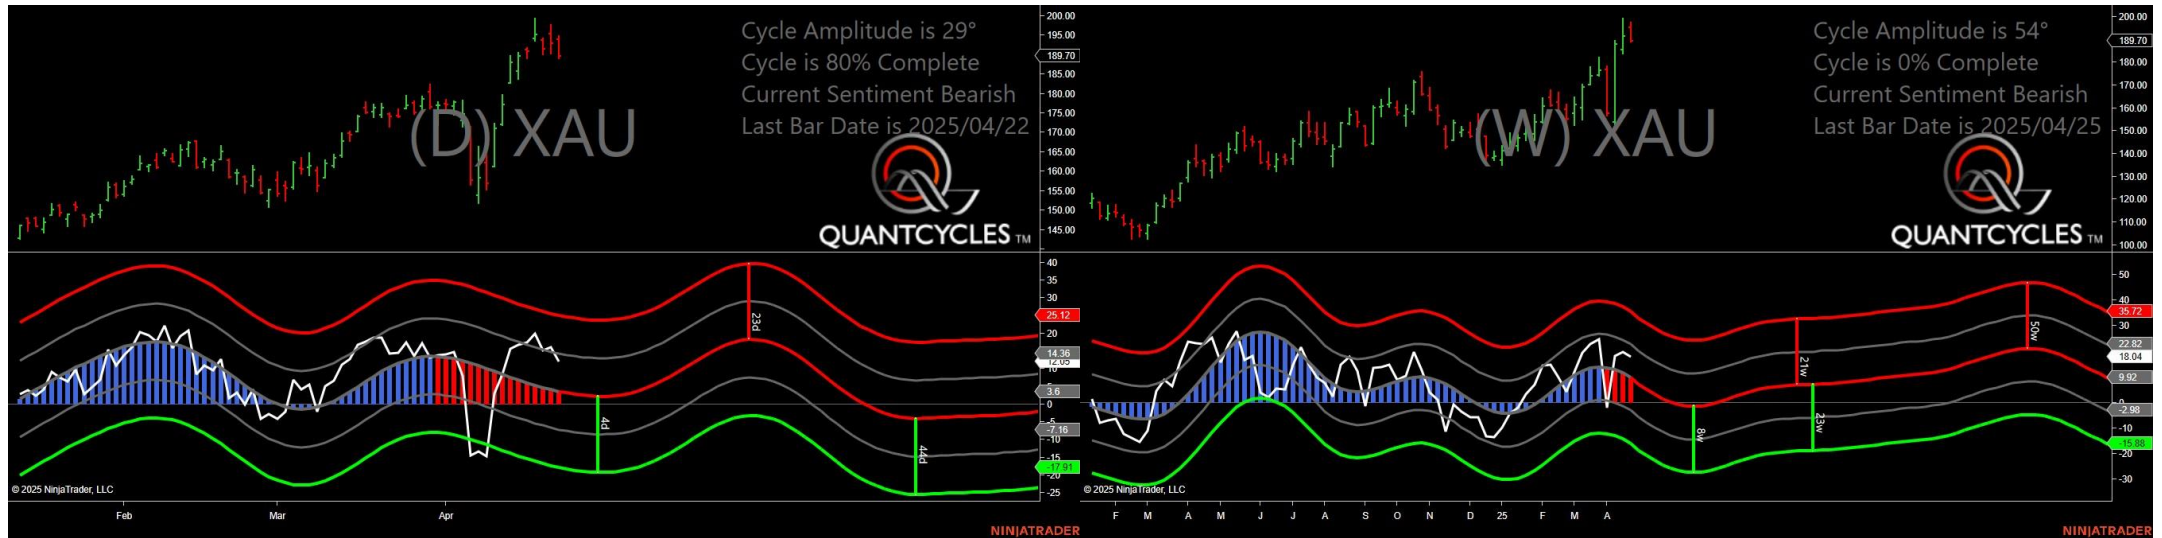 Cycle Amplitude is 29°
Cycle is 80% Complete
Current Sentiment Bearish
Last Bar Date is 2025/04/22
(D) XAU
QUANTCYCLES TM
200.00
195.00
189.70
185.00
180.00
175.00
170.00
165.00
160.00
155.00
150.00
145.00
40
35
30
25.12
20
14.36
10
3.6
0
-5
-7.16
-10
-15
-17.91
-20
-25
23d
4d
44d
© 2025 NinjaTrader, LLC
Feb Mar Apr
NINJATRADER
Cycle Amplitude is 54°
Cycle is 0% Complete
Current Sentiment Bearish
Last Bar Date is 2025/04/25
(W) XAU
QUANTCYCLES TM
200.00
189.70
180.00
170.00
160.00
150.00
140.00
130.00
120.00
110.00
100.00
50
40
35.72
30
22.82
18.04
9.92
-2.98
-10
-15.88
-20
-30
8w
21w
23w
50w
© 2025 NinjaTrader, LLC
F M A M J J A S O N D 25 F M A
NINJATRADER